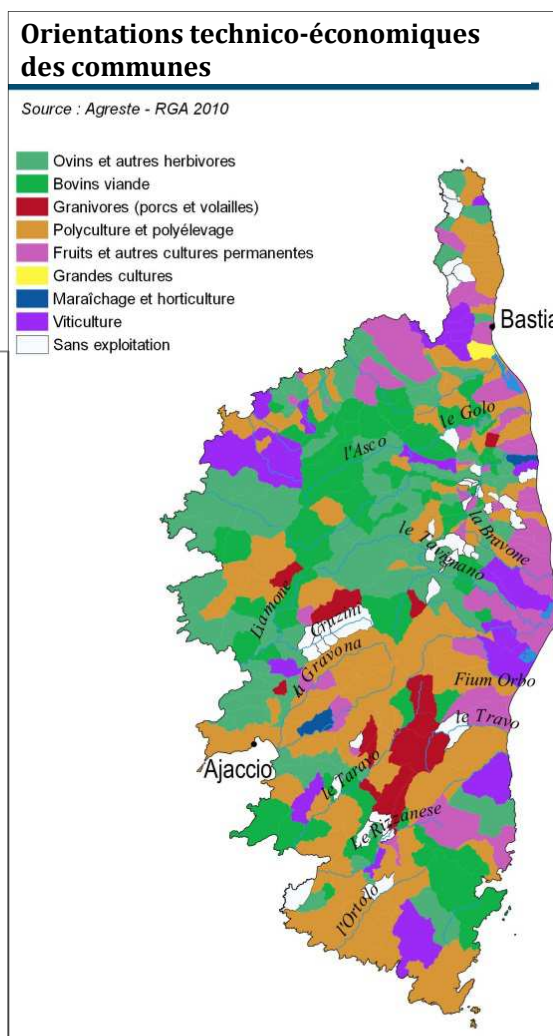 Orientations technico-économiques
des communes
Source : Agreste - RGA 2010
Ovins et autres herbivores
Bovins viande
Granivores (porcs et volailles)
Polyculture et polyélevage
Fruits et autres cultures permanentes
Grandes cultures
Maraîchage et horticulture
Viticulture
Sans exploitation
Bastia
le Golo
l'Asco
la Bravone
le Tavignano
Liamone
Cruzini
la Gravona
Fium Orbo
le Travo
Ajaccio
le Taravo
Le Rizzanese
l'Ortolo